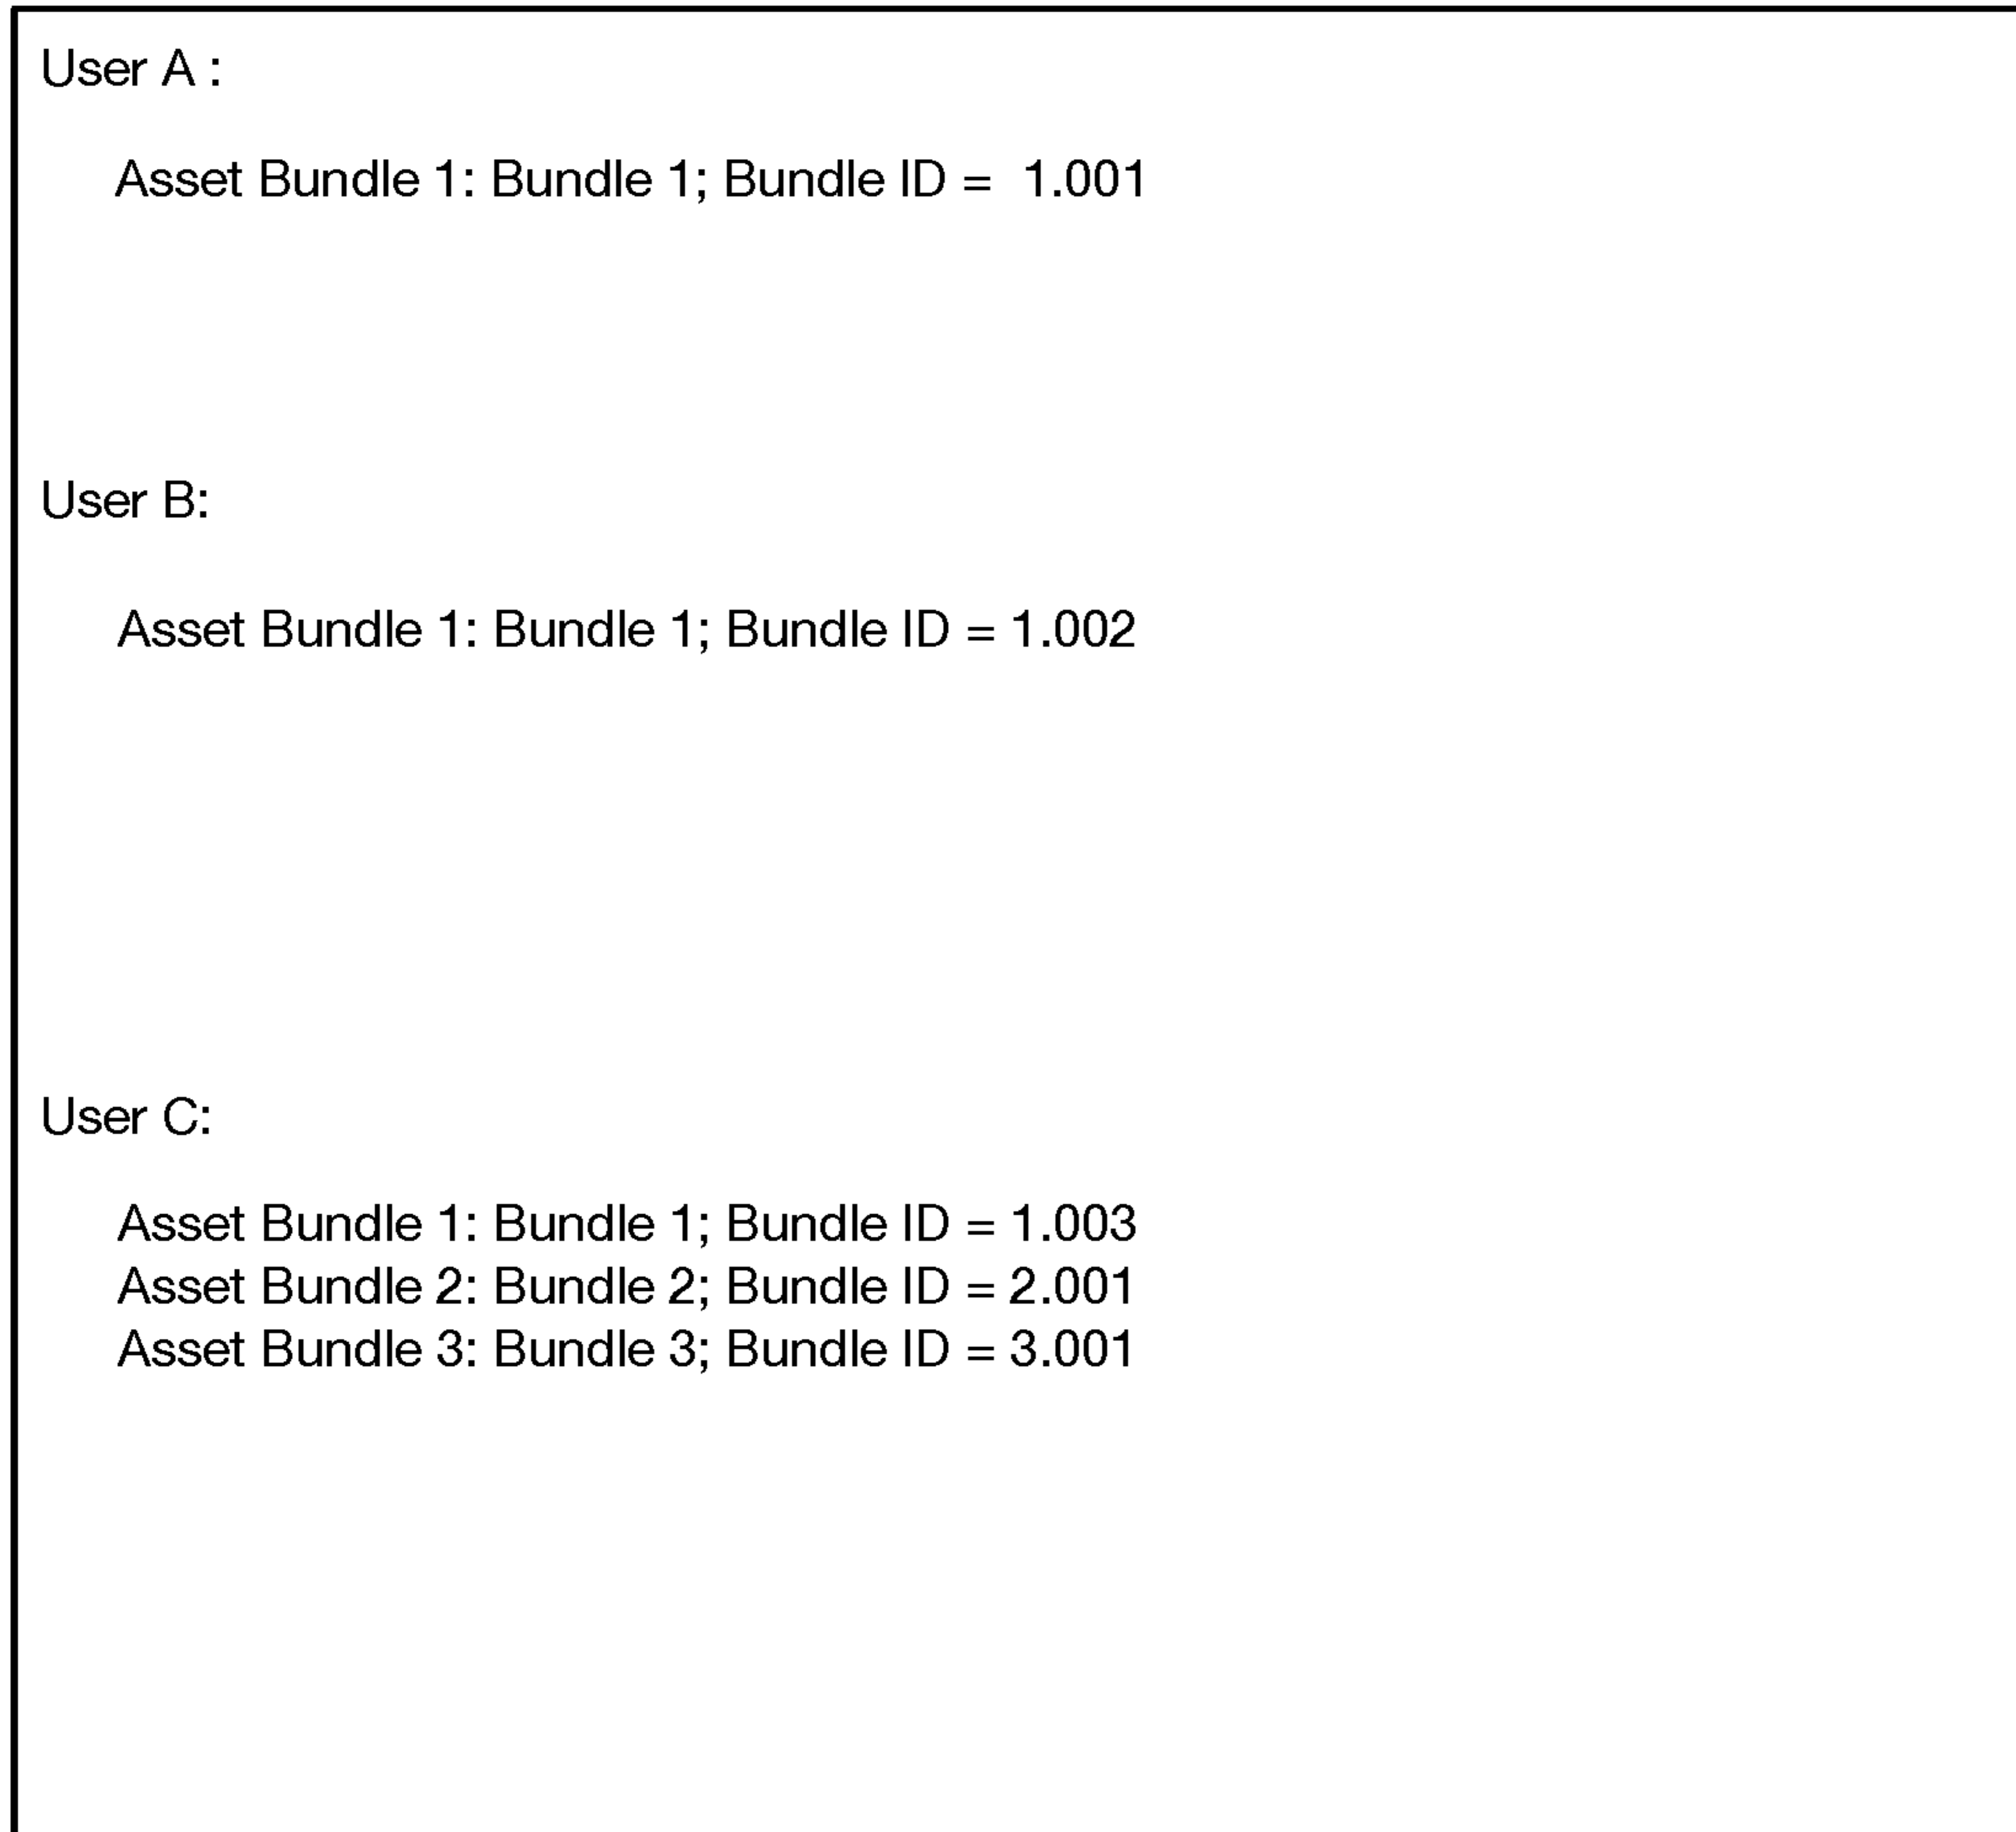 User A :
Asset Bundle 1: Bundle 1; Bundle ID =  1.001
User B:
Asset Bundle 1: Bundle 1; Bundle ID = 1.002
User C:
Asset Bundle 1: Bundle 1; Bundle ID = 1.003
Asset Bundle 2: Bundle 2; Bundle ID = 2.001
Asset Bundle 3: Bundle 3; Bundle ID = 3.001